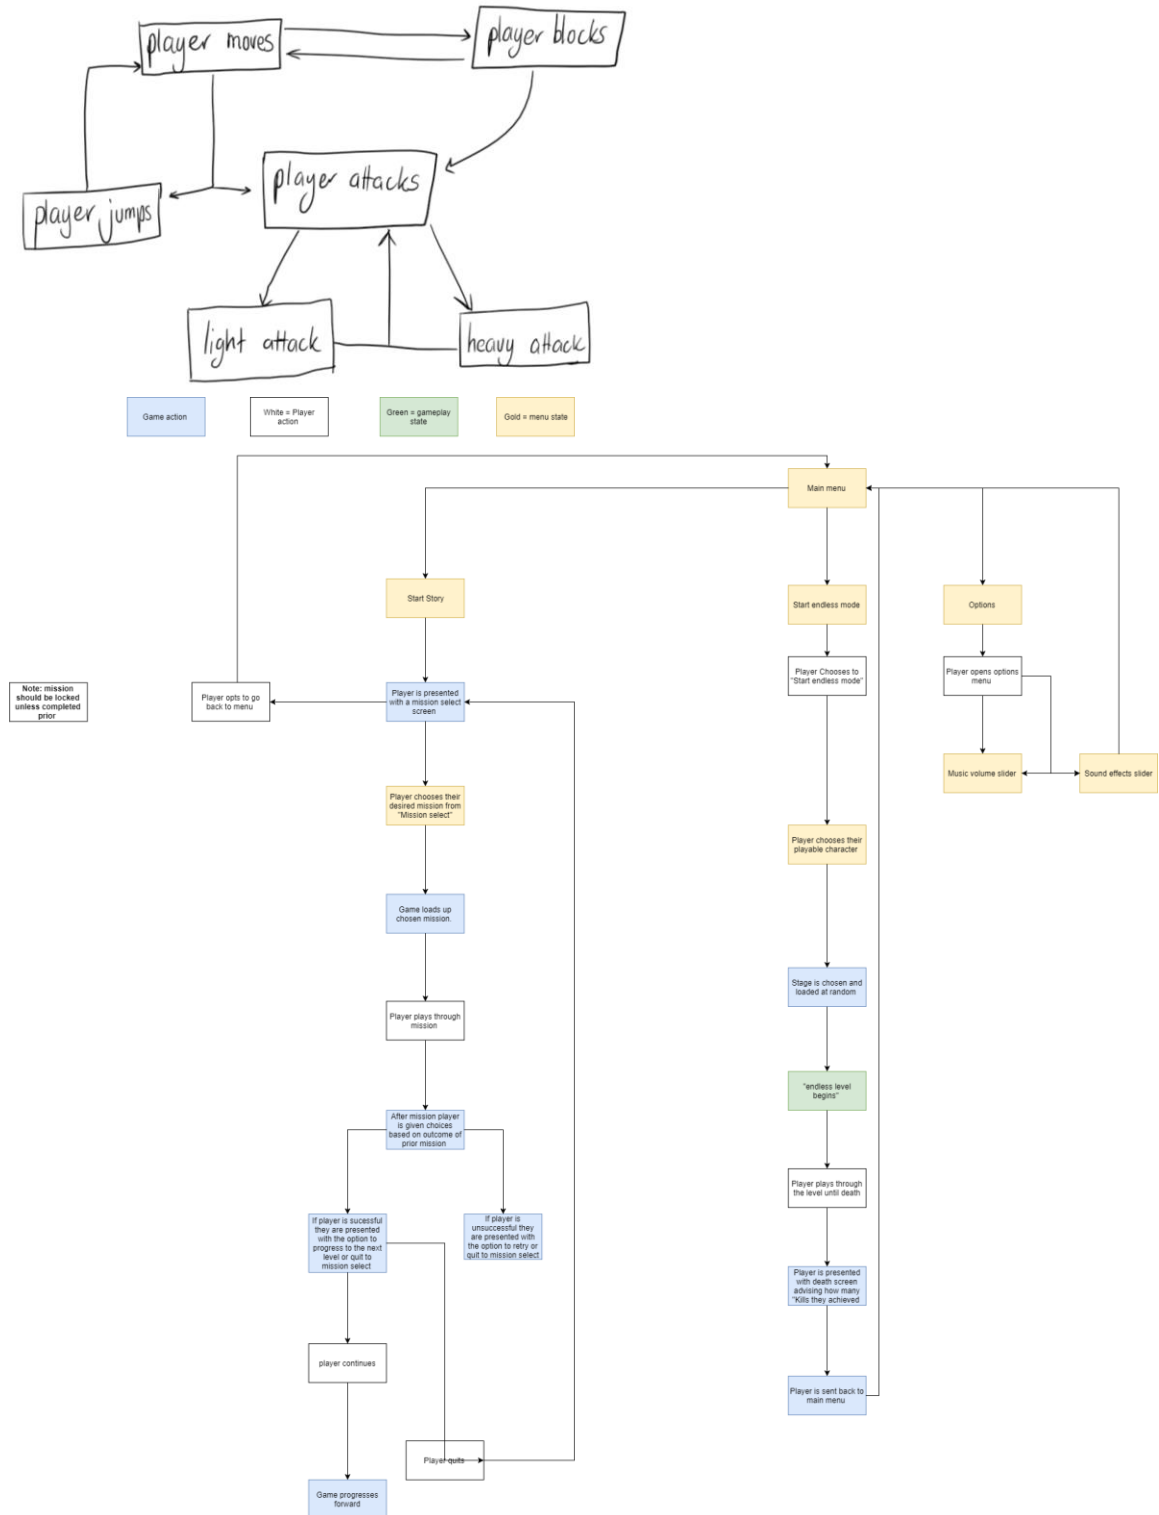 player moves
player blocks
player attacks
player jumps
light attack
heavy attack
Game action
White = Player
action
Green = gameplay
state
Gold = menu state
Main menu
Start Story
Start endless mode
Options
Note: mission
should be locked
unless completed
prior
Player opts to go
back to menu
Player is presented
with a mission select
screen
Player Chooses to
"Start endless mode"
Player opens options
menu
Music volume slider
Sound effects slider
Player chooses their
desired mission from
"Mission select"
Player chooses their
playable character
Game loads up
chosen mission.
Stage is chosen and
loaded at random
Player plays through
mission
"endless level
begins"
After mission player
is given choices
based on outcome of
prior mission
Player plays through
the level until death
If player is sucessful
they are presented
with the option to
progress to the next
level or quit to
mission select
If player is
unsuccessful they
are presented with
the option to retry or
quit to mission select
Player is presented
with death screen
advising how many
"Kills they achieved
player continues
Player is sent back to
main menu
Player quits
Game progresses
forward